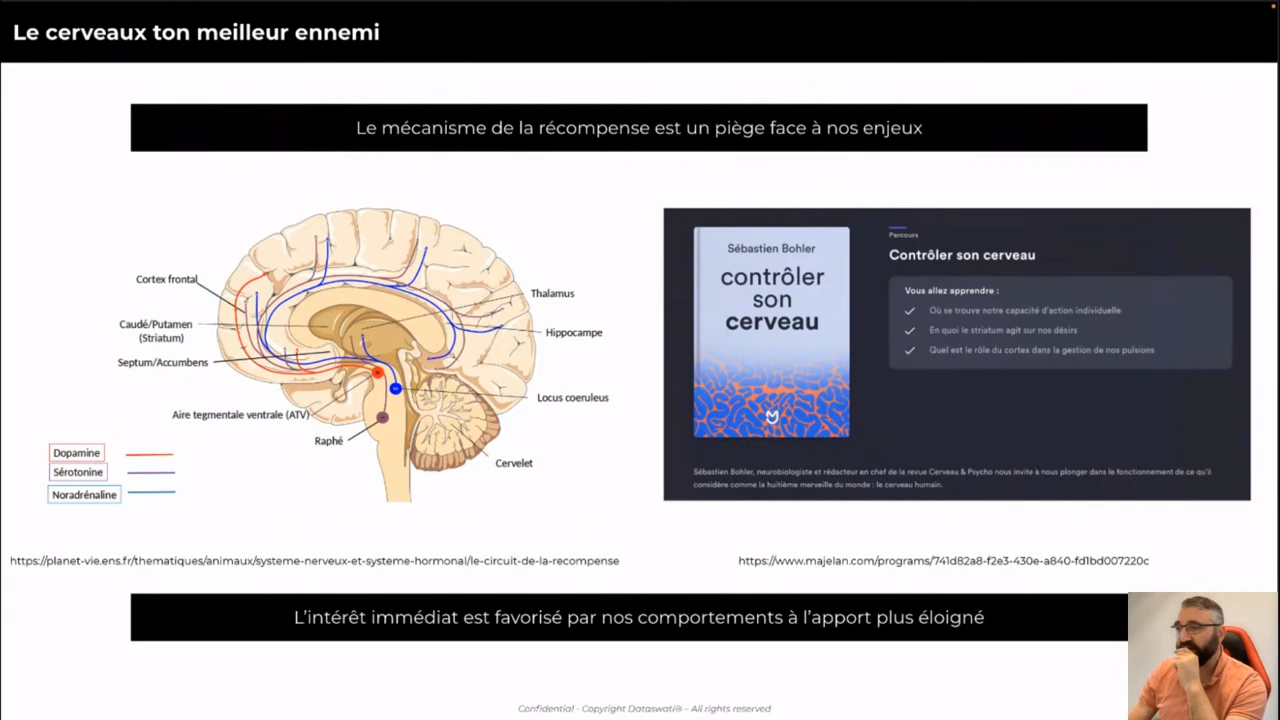 Le cerveaux ton meilleur ennemi
Le mécanisme de la récompense est un piège face à nos enjeux
Cortex frontal
Caudé/Putamen
(Striatum)
Septum/Accumbens
Aire tegmentale ventrale (ATV)
Raphé
Thalamus
Hippocampe
Locus coeruleus
Cervelet
Dopamine
Sérotonine
Noradrénaline
Sébastien Bohler
contrôler
son
cerveau
Parcours
Contrôler son cerveau
Vous allez apprendre :
Où se trouve notre capacité d'action individuelle
En quoi le striatum agit sur nos désirs
Quel est le rôle du cortex dans la gestion de nos pulsions
Sébastien Bohler, neurobiologiste et rédacteur en chef de la revue Cerveau & Psycho nous invite à nous plonger dans le fonctionnement de ce qu'il
considère comme la huitième merveille du monde : le cerveau humain.
https://planet-vie.ens.fr/thematiques/animaux/systeme-nerveux-et-systeme-hormonal/le-circuit-de-la-recompense
https://www.majelan.com/programs/741d82a8-f2e3-430e-a840-fd1bd007220c
L'intérêt immédiat est favorisé par nos comportements à l'apport plus éloigné
Confidential - Copyright Dataswati® - All rights reserved